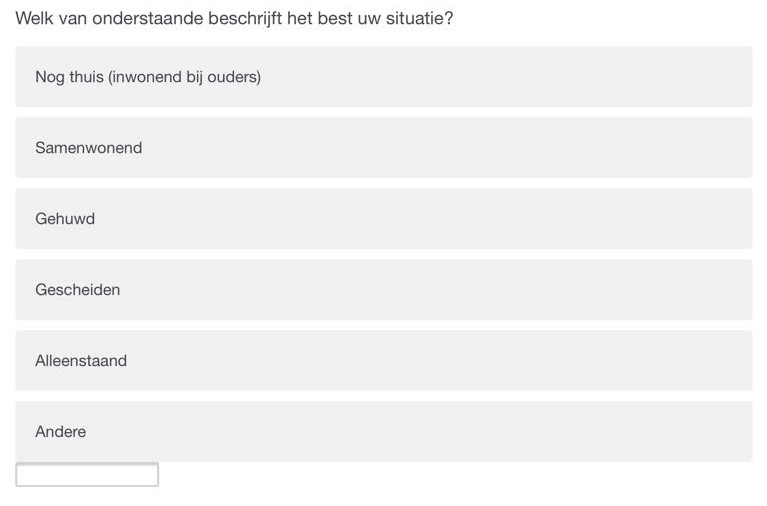 Welk van onderstaande beschrijft het best uw situatie?
Nog thuis (inwonend bij ouders)
Samenwonend
Gehuwd
Gescheiden
Alleenstaand
Andere